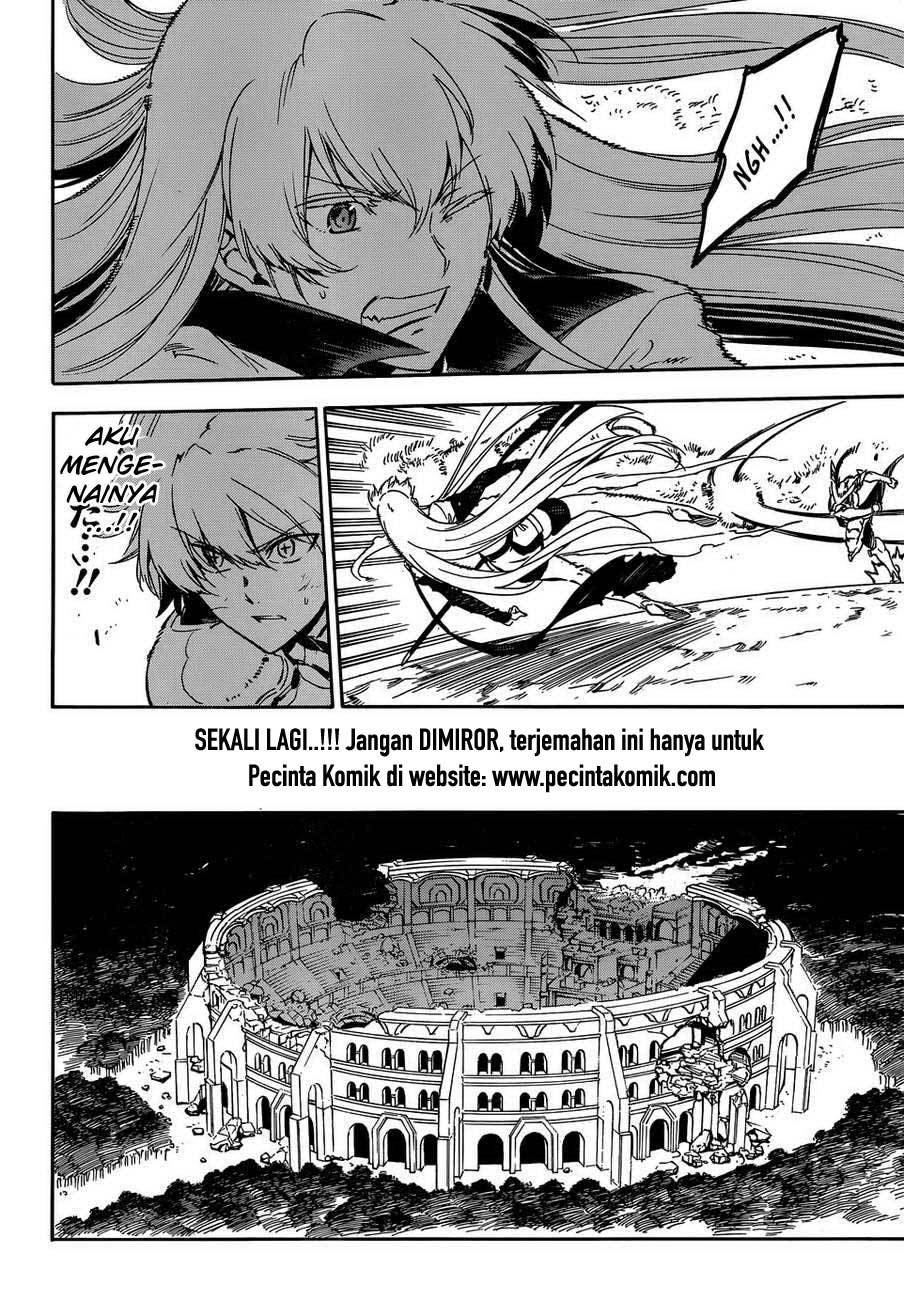 NGH ...!!
AKU
MENGE-
NAINYA
...!!
SEKALI LAGI..!!! Jangan DIMIROR, terjemahan ini hanya untuk
Pecinta Komik di website: www.pecintakomik.com